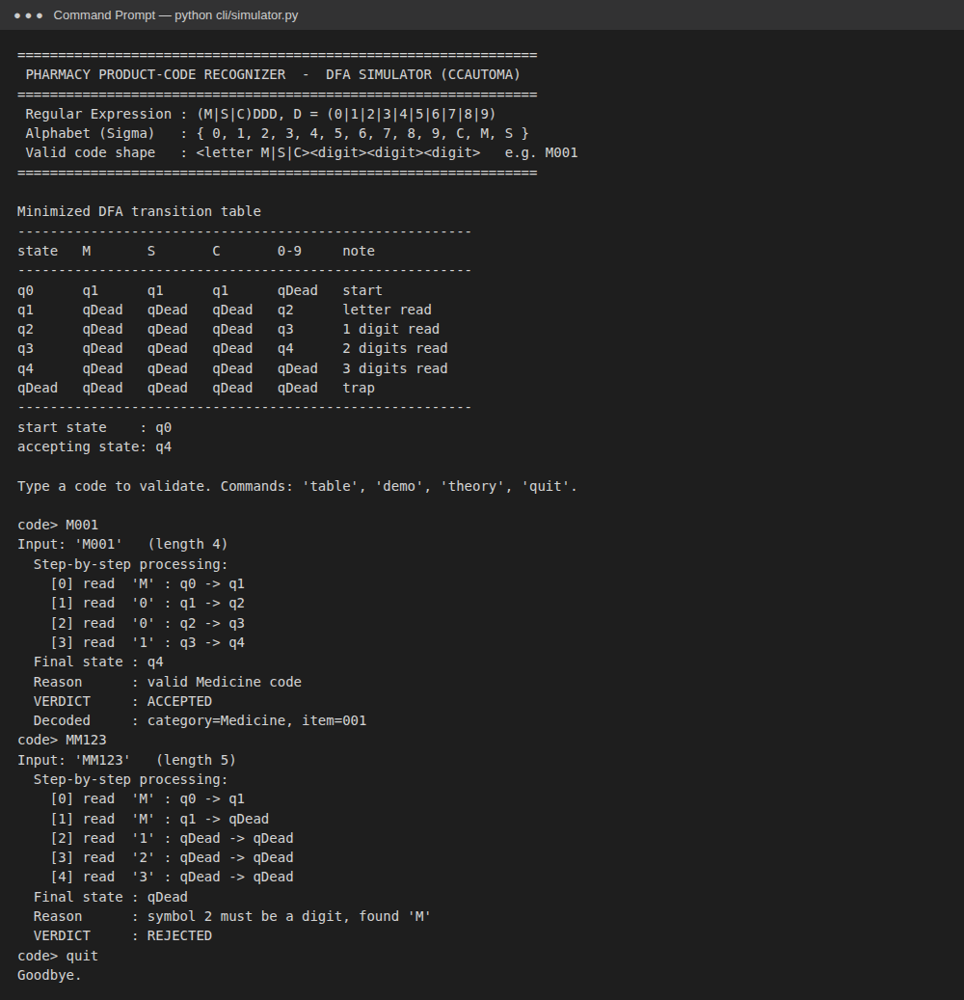 Command Prompt — python cli/simulator.py
================================================================
PHARMACY PRODUCT-CODE RECOGNIZER  -  DFA SIMULATOR (CCAUTOMA)
================================================================
Regular Expression : (M|S|C)DDD, D = (0|1|2|3|4|5|6|7|8|9)
Alphabet (Sigma)   : { 0, 1, 2, 3, 4, 5, 6, 7, 8, 9, C, M, S }
Valid code shape   : <letter M|S|C><digit><digit><digit>   e.g. M001
================================================================
Minimized DFA transition table
--------------------------------------------------------
state   M       S       C       0-9     note
--------------------------------------------------------
q0      q1      q1      q1      qDead   start
q1      qDead   qDead   qDead   q2      letter read
q2      qDead   qDead   qDead   q3      1 digit read
q3      qDead   qDead   qDead   q4      2 digits read
q4      qDead   qDead   qDead   qDead   3 digits read
qDead   qDead   qDead   qDead   qDead   trap
--------------------------------------------------------
start state    : q0
accepting state: q4
Type a code to validate. Commands: 'table', 'demo', 'theory', 'quit'.
code> M001
Input: 'M001'   (length 4)
  Step-by-step processing:
    [0] read  'M' : q0 -> q1
    [1] read  '0' : q1 -> q2
    [2] read  '0' : q2 -> q3
    [3] read  '1' : q3 -> q4
  Final state : q4
  Reason      : valid Medicine code
  VERDICT     : ACCEPTED
  Decoded     : category=Medicine, item=001
code> MM123
Input: 'MM123'   (length 5)
  Step-by-step processing:
    [0] read  'M' : q0 -> q1
    [1] read  'M' : q1 -> qDead
    [2] read  '1' : qDead -> qDead
    [3] read  '2' : qDead -> qDead
    [4] read  '3' : qDead -> qDead
  Final state : qDead
  Reason      : symbol 2 must be a digit, found 'M'
  VERDICT     : REJECTED
code> quit
Goodbye.